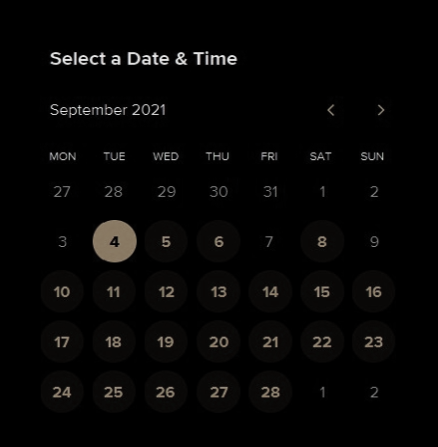 Select a Date & Time
September 2021
MON TUE WED THU FRI SAT SUN
27 28 29 30 31 1 2
3 4 5 6 7 8 9
10 11 12 13 14 15 16
17 18 19 20 21 22 23
24 25 26 27 28 1 2